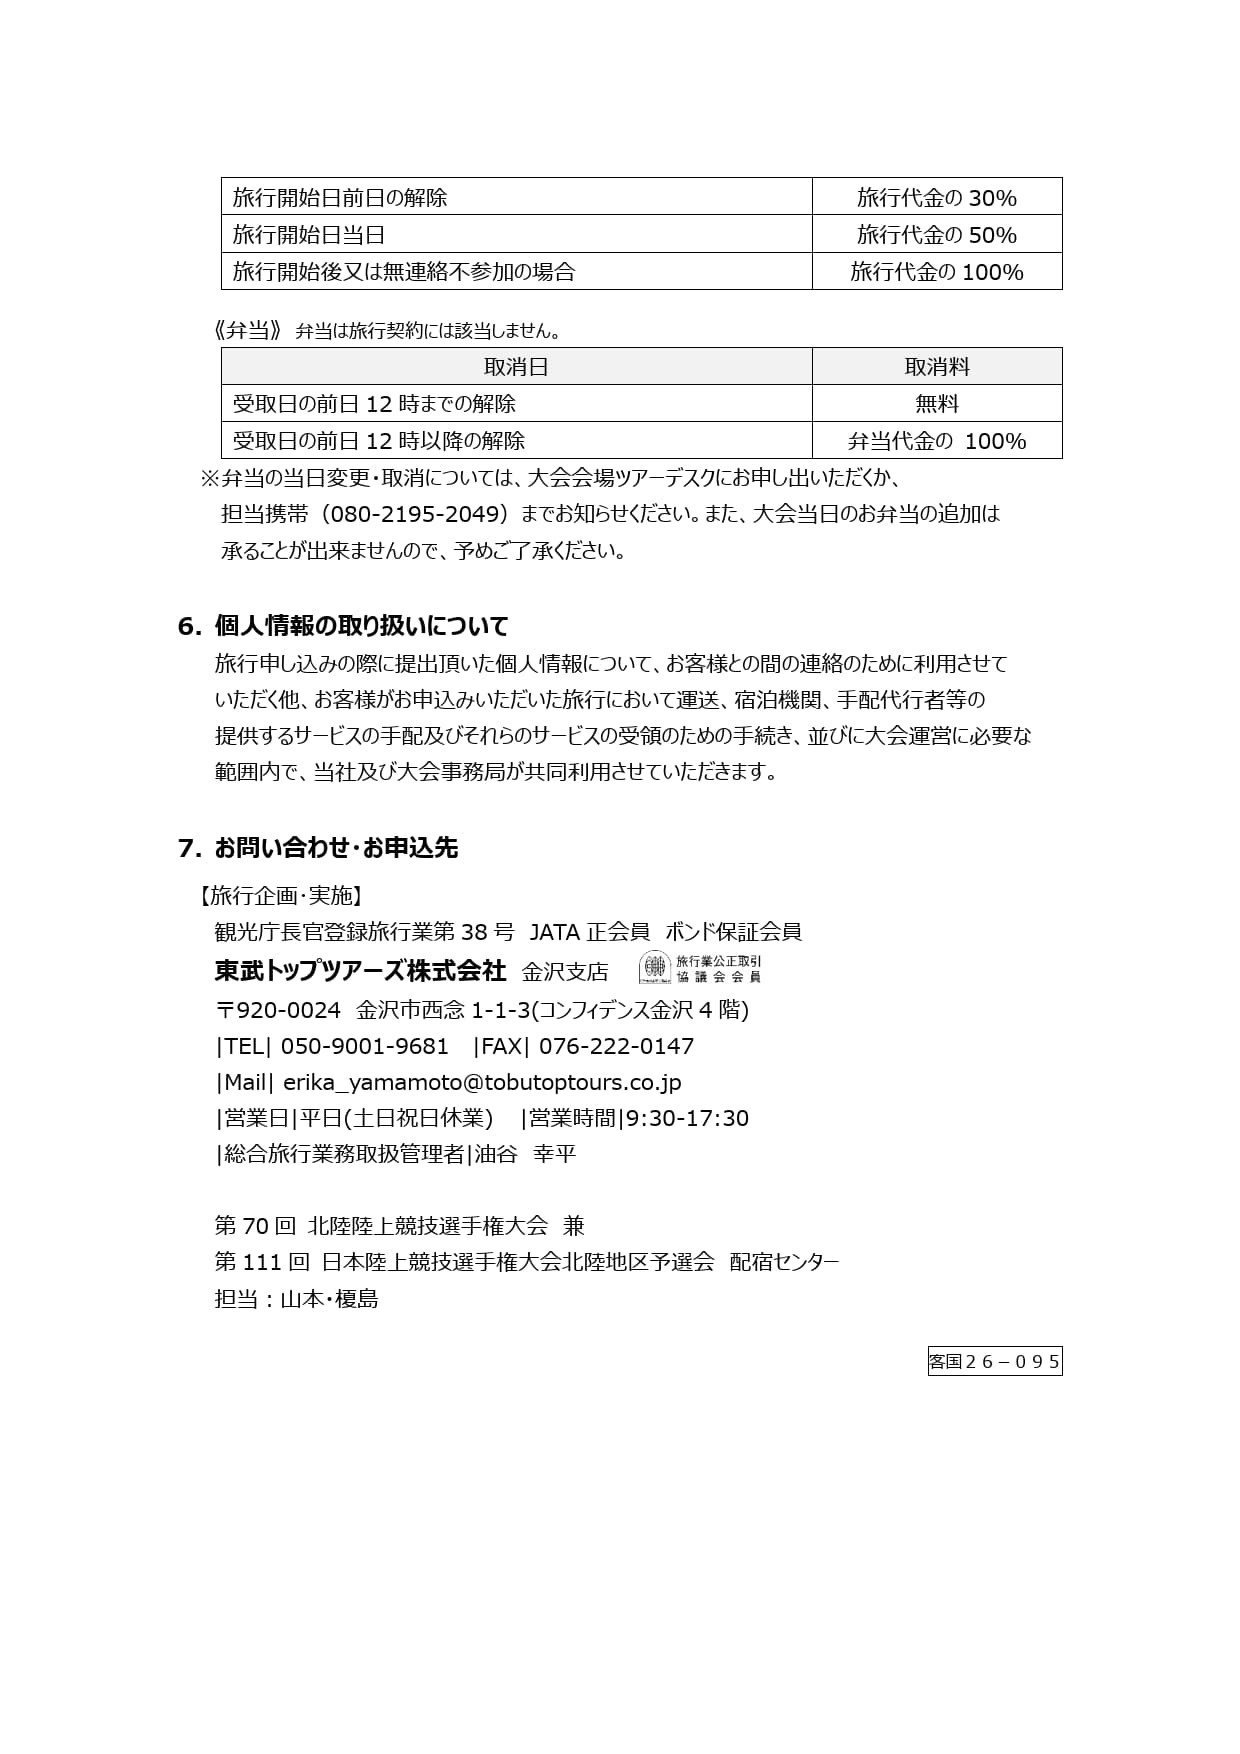 旅行開始日前日の解除 旅行代金の 30%
旅行開始日当日 旅行代金の 50%
旅行開始後又は無連絡不参加の場合 旅行代金の 100%
《弁当》 弁当は旅行契約には該当しません。
取消日 取消料
受取日の前日 12 時までの解除 無料
受取日の前日 12 時以降の解除 弁当代金の 100%
※弁当の当日変更・取消については、大会会場ツアーデスクにお申し出いただくか、
担当携帯（080-2195-2049）までお知らせください。また、大会当日のお弁当の追加は
承ることが出来ませんので、予めご了承ください。
6. 個人情報の取り扱いについて
旅行申し込みの際に提出頂いた個人情報について、お客様との間の連絡のために利用させて
いただく他、お客様がお申込みいただいた旅行において運送、宿泊機関、手配代行者等の
提供するサービスの手配及びそれらのサービスの受領のための手続き、並びに大会運営に必要な
範囲内で、当社及び大会事務局が共同利用させていただきます。
7. お問い合わせ・お申込先
【旅行企画・実施】
観光庁長官登録旅行業第 38 号 JATA 正会員 ボンド保証会員
東武トップツアーズ株式会社 金沢支店 旅行業公正取引
協議会会員
〒920-0024 金沢市西念 1-1-3(コンフィデンス金沢 4 階)
|TEL| 050-9001-9681 |FAX| 076-222-0147
|Mail| erika_yamamoto@tobutoptours.co.jp
|営業日|平日(土日祝日休業) |営業時間|9:30-17:30
|総合旅行業務取扱管理者|油谷 幸平
第 70 回 北陸陸上競技選手権大会 兼
第 111 回 日本陸上競技選手権大会北陸地区予選会 配宿センター
担当：山本・榎島
客国２６－０９５